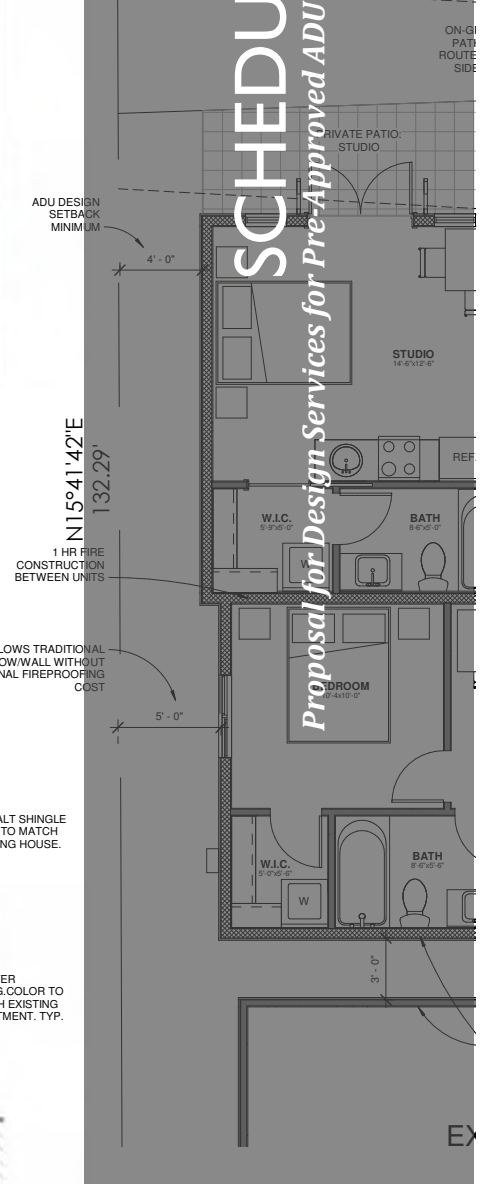 SCHEDU
Proposal for Design Services for Pre-Approved ADU
ON-G
PATH
ROUTE
SIDE
PRIVATE PATIO:
STUDIO
ADU DESIGN
SETBACK
MINIMUM
4' - 0"
STUDIO
14'-6"x12'-6"
REF.
N15°41'42"E
132.29'
W.I.C.
5'-9"x5'-0"
BATH
8'-6"x5'-0"
W
1 HR FIRE
CONSTRUCTION
BETWEEN UNITS
LOWS TRADITIONAL
OW/WALL WITHOUT
NAL FIREPROOFING
COST
5' - 0"
BEDROOM
10'-4x10'-0"
ALT SHINGLE
TO MATCH
NG HOUSE.
W.I.C.
5'-0"x5'-6"
BATH
8'-6"x5'-6"
W
TER
G.COLOR TO
H EXISTING
TMENT. TYP.
3' - 0"
EX